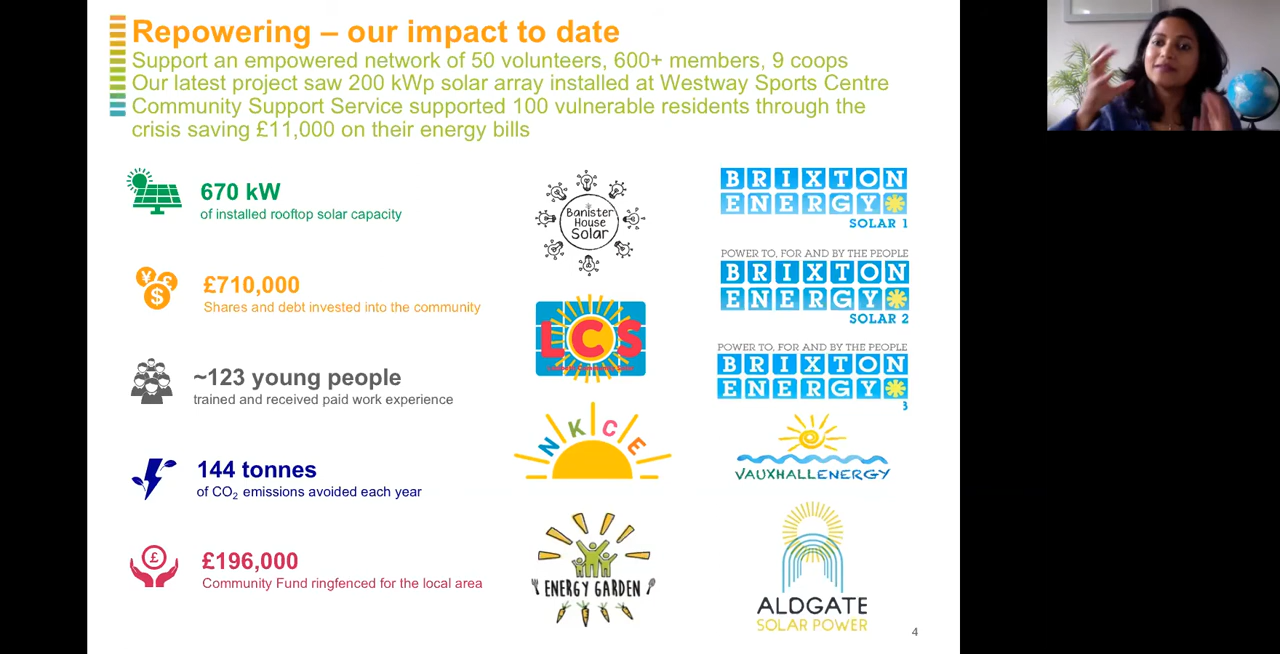 Repowering – our impact to date
Support an empowered network of 50 volunteers, 600+ members, 9 coops
Our latest project saw 200 kWp solar array installed at Westway Sports Centre
Community Support Service supported 100 vulnerable residents through the
crisis saving £11,000 on their energy bills
670 kW
of installed rooftop solar capacity
£710,000
Shares and debt invested into the community
~123 young people
trained and received paid work experience
144 tonnes
of CO₂ emissions avoided each year
£196,000
Community Fund ringfenced for the local area
Banister
House
Solar
LCS
NKCE
ENERGY GARDEN
BRIXTON
ENERGY
SOLAR 1
POWER TO, FOR AND BY THE PEOPLE
BRIXTON
ENERGY
SOLAR 2
POWER TO, FOR AND BY THE PEOPLE
BRIXTON
ENERGY
3
VAUXHALLENERGY
ALDGATE
SOLAR POWER
4